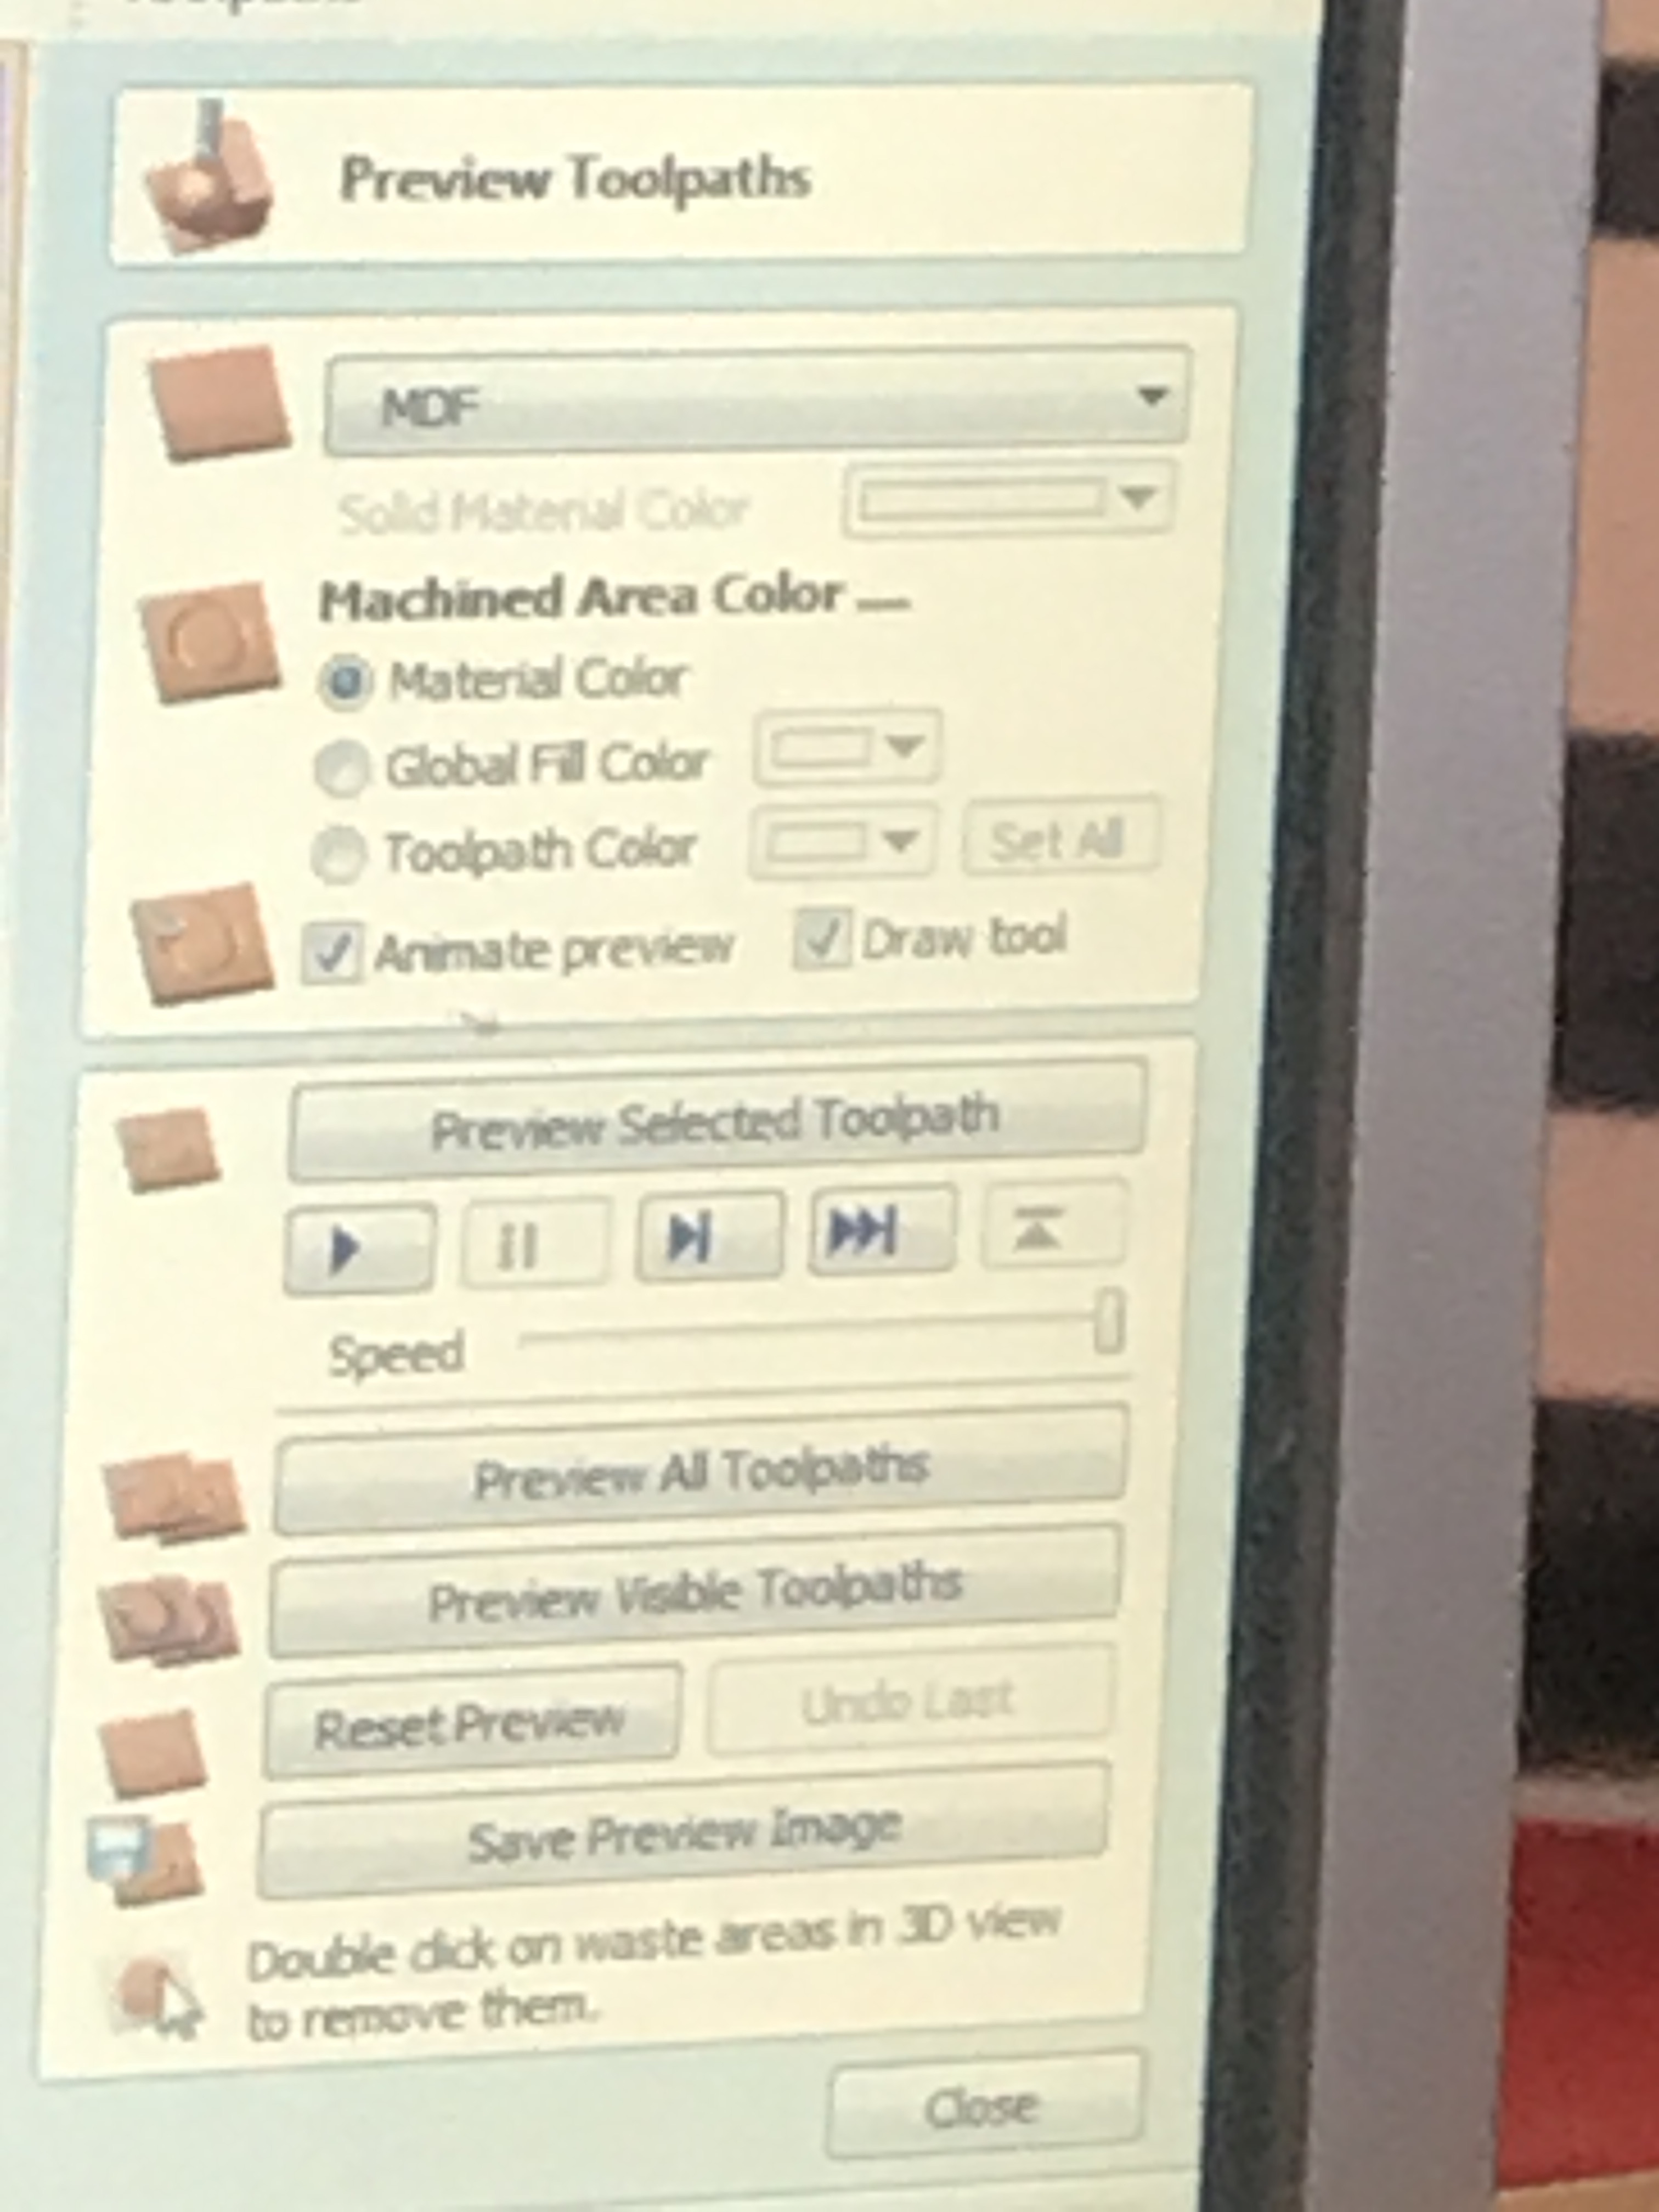 Preview Toolpaths
MDF
Solid Material Color
Machined Area Color
Material Color
Global Fill Color
Toolpath Color Set All
Animate preview Draw tool
Preview Selected Toolpath
Speed
Preview All Toolpaths
Preview Visible Toolpaths
Reset Preview Undo Last
Save Preview Image
Double click on waste areas in 3D view
to remove them.
Close